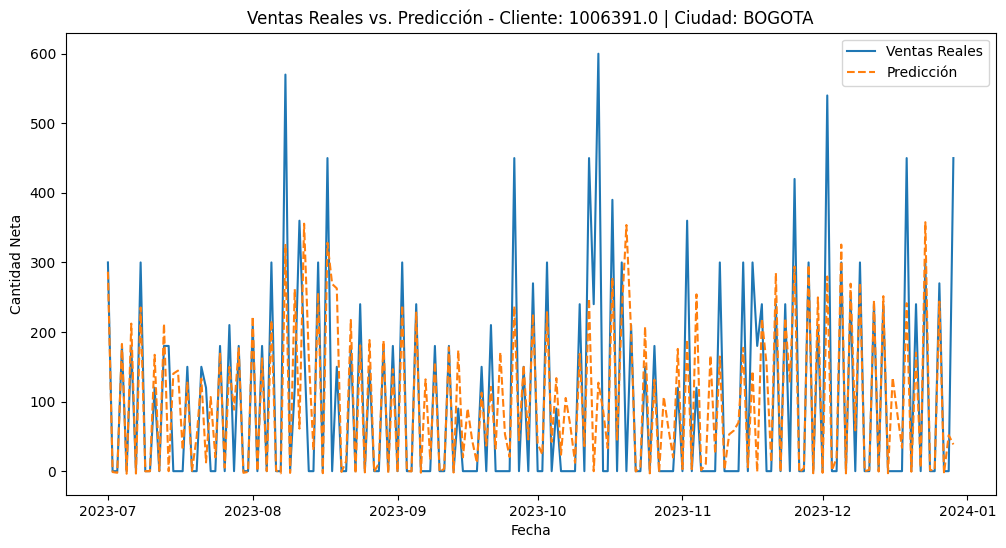 Ventas Reales vs. Predicción - Cliente: 1006391.0 | Ciudad: BOGOTA
Ventas Reales
Predicción
Cantidad Neta
600
500
400
300
200
100
0
2023-07
2023-08
2023-09
2023-10
2023-11
2023-12
2024-01
Fecha